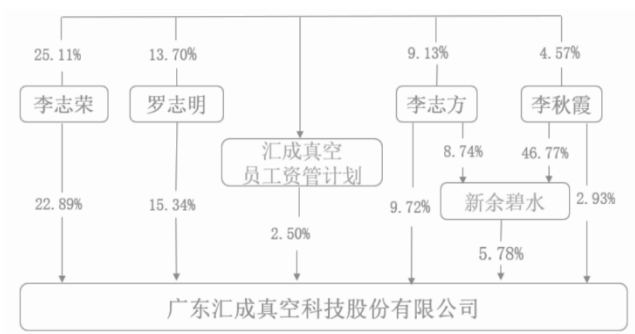 25.11% 13.70% 9.13% 4.57%
李志荣 罗志明 李志方 李秋霞
汇成真空
员工资管计划
8.74% 46.77%
22.89% 15.34% 9.72% 新余碧水 2.93%
2.50%
5.78%
广东汇成真空科技股份有限公司